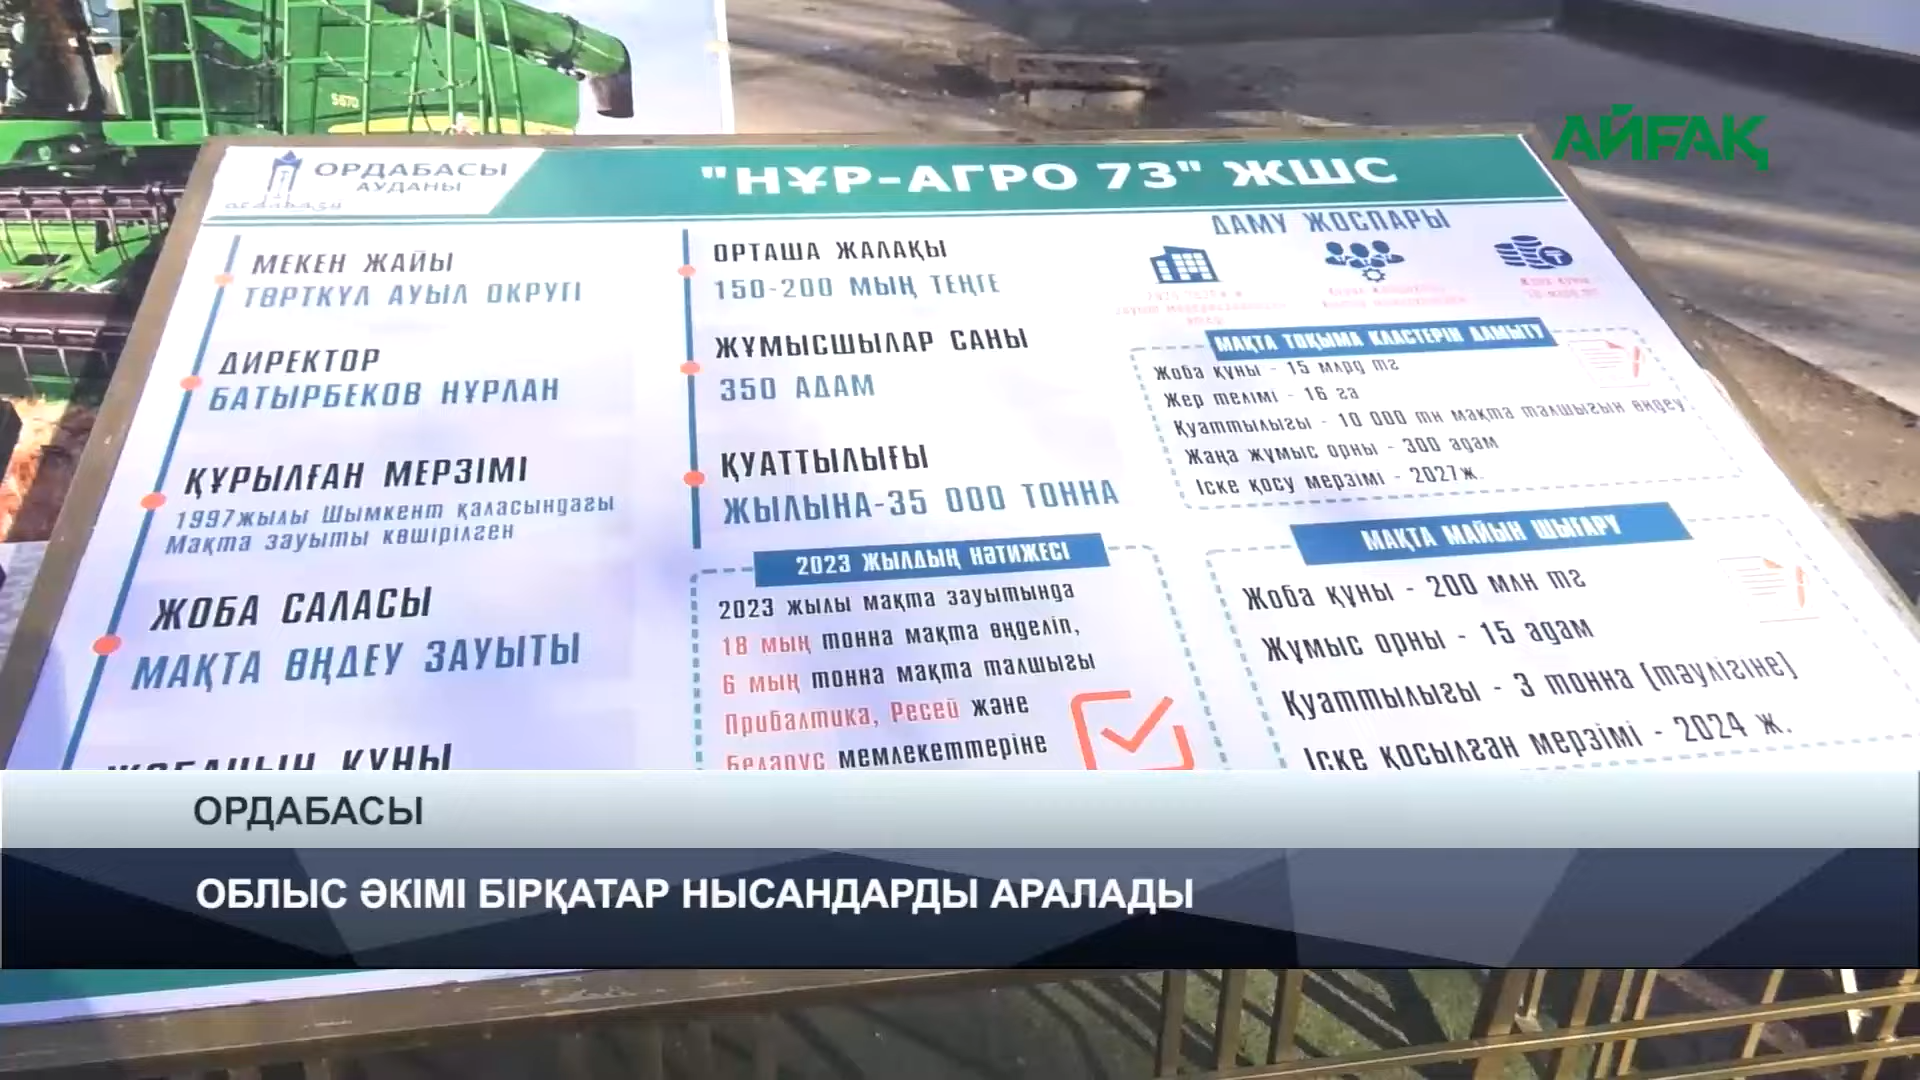 S670
АЙҒАҚ
ОРДАБАСЫ
АУДАНЫ
"НҰР-АГРО 73" ЖШС
МЕКЕН ЖАЙЫ
ТӨРТКҮЛ АУЫЛ ОКРУГІ
ДИРЕКТОР
БАТЫРБЕКОВ НҰРЛАН
ҚҰРЫЛҒАН МЕРЗІМІ
1997жылы Шымкент қаласындағы
Мақта зауыты көшірілген
ЖОБА САЛАСЫ
МАҚТА ӨҢДЕУ ЗАУЫТЫ
ЖОБАНЫҢ ҚҰНЫ
ОРТАША ЖАЛАҚЫ
150-200 МЫҢ ТЕҢГЕ
ЖҰМЫСШЫЛАР САНЫ
350 АДАМ
ҚУАТТЫЛЫҒЫ
ЖЫЛЫНА-35 000 ТОННА
2023 ЖЫЛДЫҢ НӘТИЖЕСІ
2023 жылы мақта зауытында
18 мың тонна мақта өңделіп,
6 мың тонна мақта талшығы
Прибалтика, Ресей және
Беларус мемлекеттеріне
ДАМУ ЖОСПАРЫ
МАҚТА ТОҚЫМА КЛАСТЕРІН ДАМЫТУ
Жоба құны - 15 млрд тг
Жер телімі - 16 га
Қуаттылығы - 10 000 тн мақта талшығын өңдеу
Жаңа жұмыс орны - 300 адам
Іске қосу мерзімі - 2027ж.
МАҚТА МАЙЫН ШЫҒАРУ
Жоба құны - 200 млн тг
Жұмыс орны - 15 адам
Қуаттылығы - 3 тонна (тәулігіне)
Іске қосылған мерзімі - 2024 ж.
ОРДАБАСЫ
ОБЛЫС ӘКІМІ БІРҚАТАР НЫСАНДАРДЫ АРАЛАДЫ